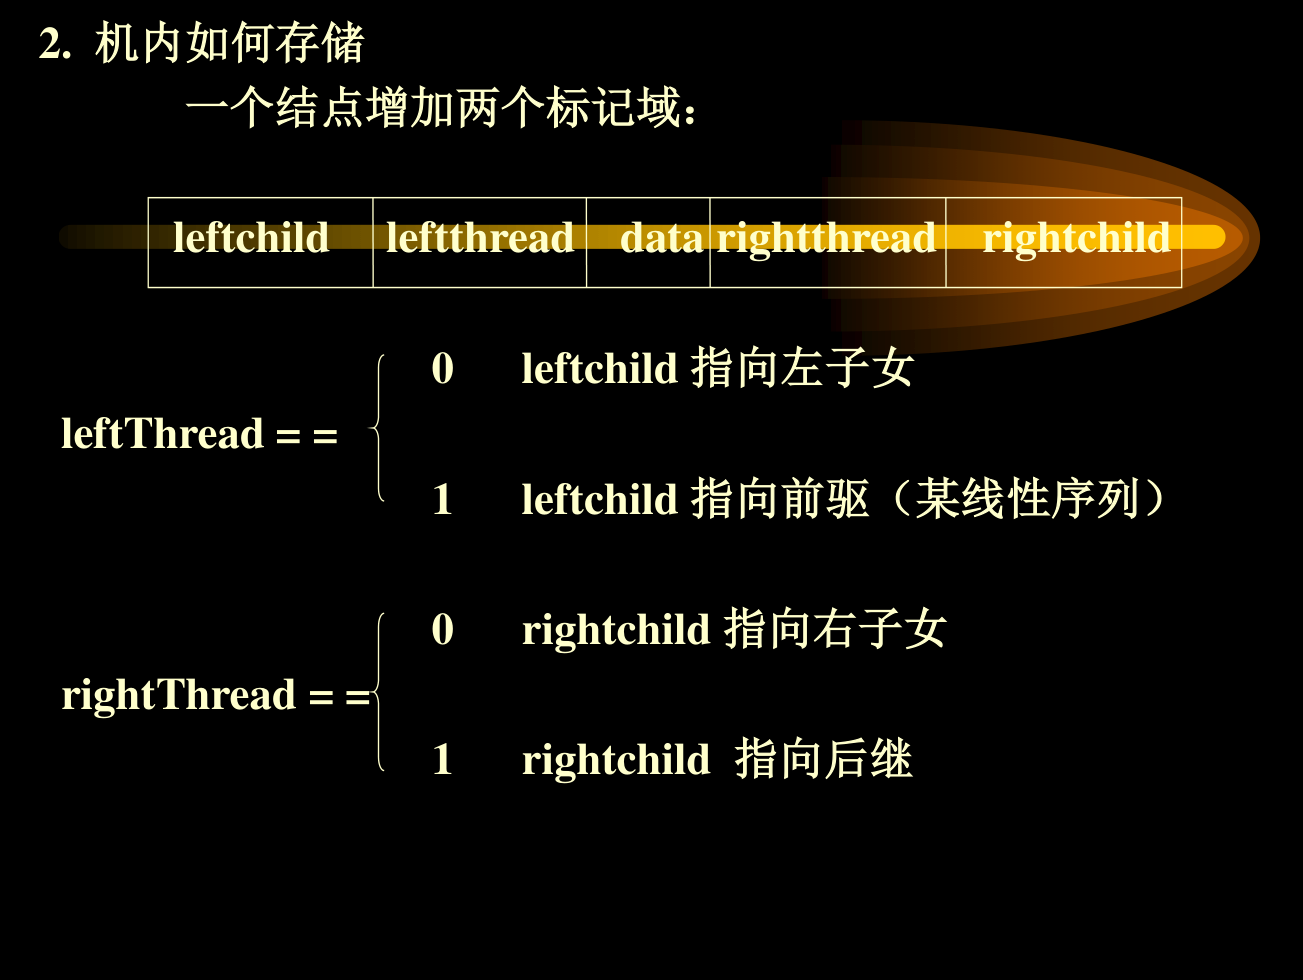 2. 机内如何存储
一个结点增加两个标记域：
leftchild leftthread data rightthread rightchild
0 leftchild 指向左子女
leftThread = =
1 leftchild 指向前驱（某线性序列）
0 rightchild 指向右子女
rightThread = =
1 rightchild 指向后继